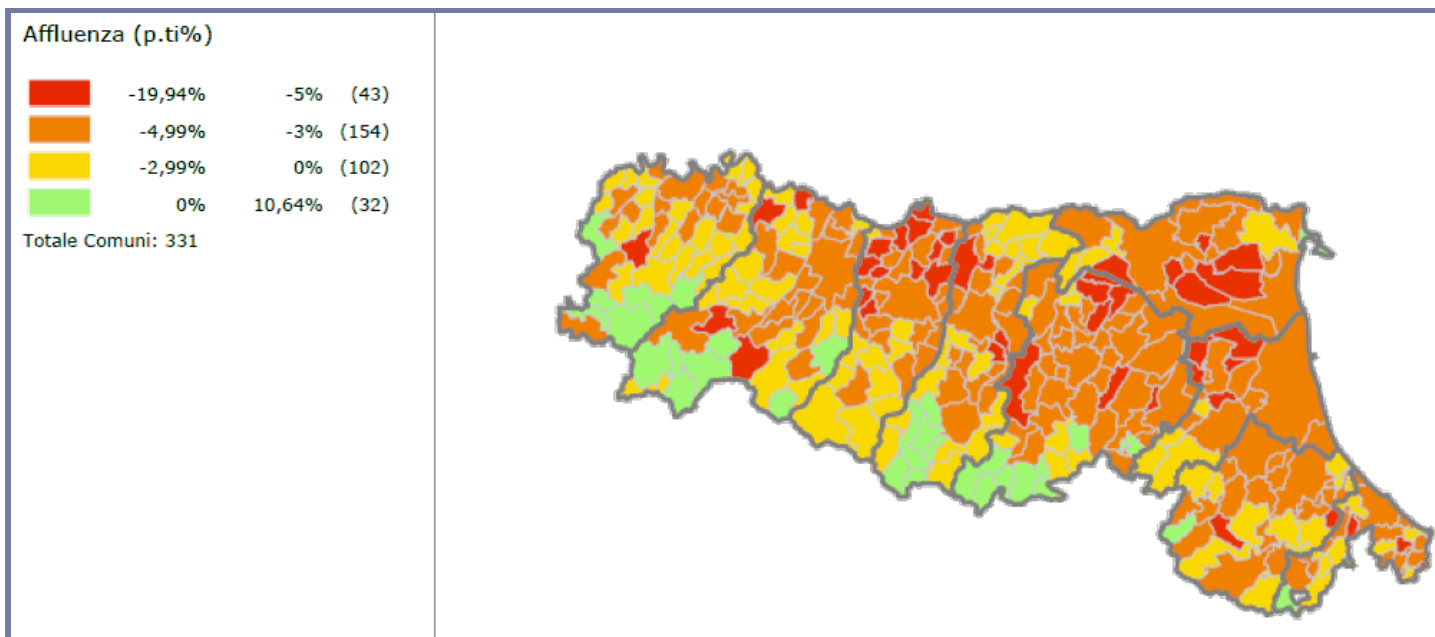 Affluenza (p.ti%)
-19,94% -5% (43)
-4,99% -3% (154)
-2,99% 0% (102)
0% 10,64% (32)
Totale Comuni: 331